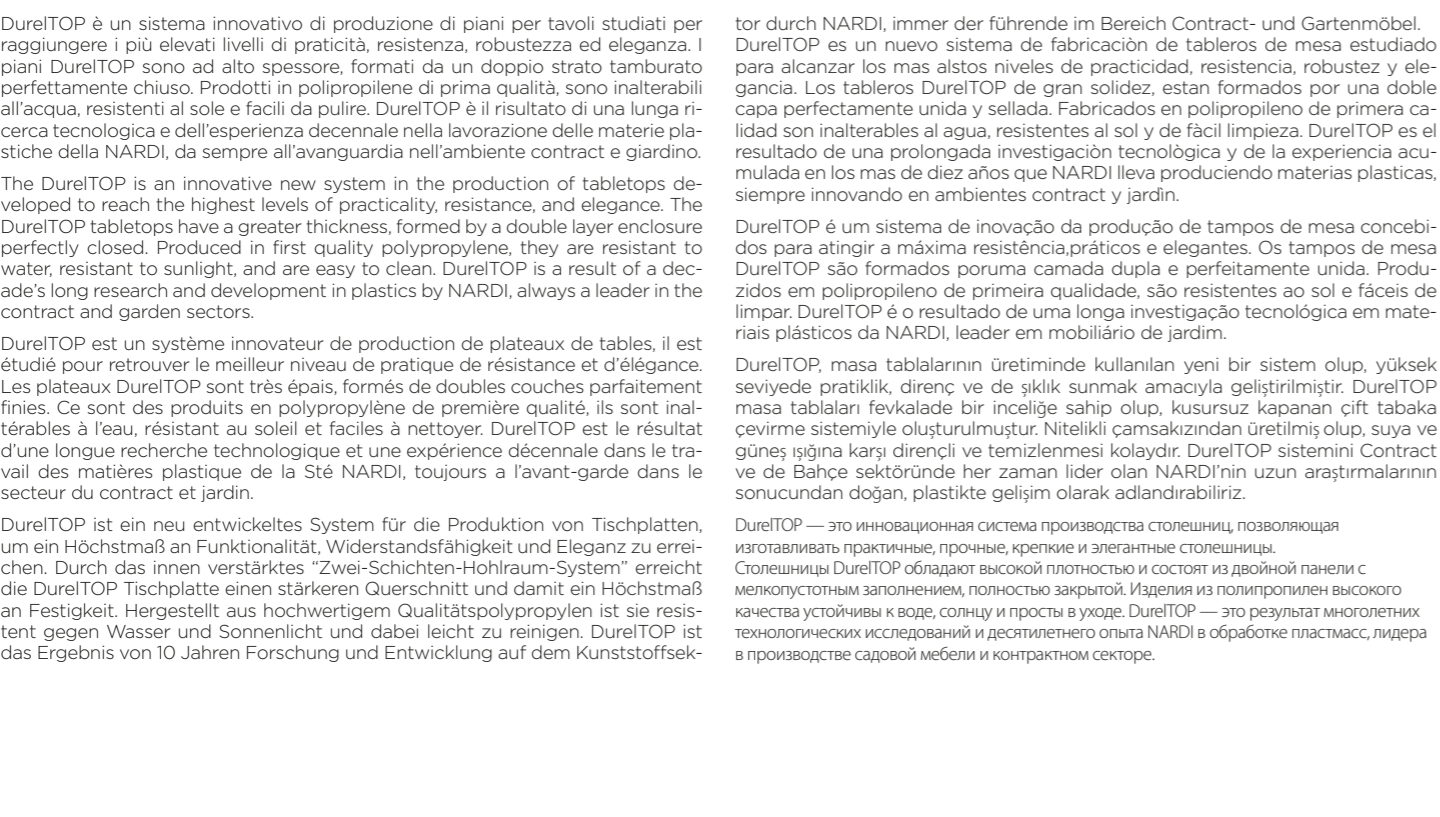 DurelTOP è un sistema innovativo di produzione di piani per tavoli studiati per
raggiungere i più elevati livelli di praticità, resistenza, robustezza ed eleganza. I
piani DurelTOP sono ad alto spessore, formati da un doppio strato tamburato
perfettamente chiuso. Prodotti in polipropilene di prima qualità, sono inalterabili
all’acqua, resistenti al sole e facili da pulire. DurelTOP è il risultato di una lunga ri-
cerca tecnologica e dell’esperienza decennale nella lavorazione delle materie pla-
stiche della NARDI, da sempre all’avanguardia nell’ambiente contract e giardino.
The DurelTOP is an innovative new system in the production of tabletops de-
veloped to reach the highest levels of practicality, resistance, and elegance. The
DurelTOP tabletops have a greater thickness, formed by a double layer enclosure
perfectly closed. Produced in first quality polypropylene, they are resistant to
water, resistant to sunlight, and are easy to clean. DurelTOP is a result of a dec-
ade’s long research and development in plastics by NARDI, always a leader in the
contract and garden sectors.
DurelTOP est un système innovateur de production de plateaux de tables, il est
étudié pour retrouver le meilleur niveau de pratique de résistance et d’élégance.
Les plateaux DurelTOP sont très épais, formés de doubles couches parfaitement
finies. Ce sont des produits en polypropylène de première qualité, ils sont inal-
térables à l’eau, résistant au soleil et faciles à nettoyer. DurelTOP est le résultat
d’une longue recherche technologique et une expérience décennale dans le tra-
vail des matières plastique de la Sté NARDI, toujours a l’avant-garde dans le
secteur du contract et jardin.
DurelTOP ist ein neu entwickeltes System für die Produktion von Tischplatten,
um ein Höchstmaß an Funktionalität, Widerstandsfähigkeit und Eleganz zu errei-
chen. Durch das innen verstärktes “Zwei-Schichten-Hohlraum-System” erreicht
die DurelTOP Tischplatte einen stärkeren Querschnitt und damit ein Höchstmaß
an Festigkeit. Hergestellt aus hochwertigem Qualitätspolypropylen ist sie resis-
tent gegen Wasser und Sonnenlicht und dabei leicht zu reinigen. DurelTOP ist
das Ergebnis von 10 Jahren Forschung und Entwicklung auf dem Kunststoffsek-
tor durch NARDI, immer der führende im Bereich Contract- und Gartenmöbel.
DurelTOP es un nuevo sistema de fabricaciòn de tableros de mesa estudiado
para alcanzar los mas alstos niveles de practicidad, resistencia, robustez y ele-
gancia. Los tableros DurelTOP de gran solidez, estan formados por una doble
capa perfectamente unida y sellada. Fabricados en polipropileno de primera ca-
lidad son inalterables al agua, resistentes al sol y de fàcil limpieza. DurelTOP es el
resultado de una prolongada investigaciòn tecnològica y de la experiencia acu-
mulada en los mas de diez años que NARDI lleva produciendo materias plasticas,
siempre innovando en ambientes contract y jardìn.
DurelTOP é um sistema de inovação da produção de tampos de mesa concebi-
dos para atingir a máxima resistência,práticos e elegantes. Os tampos de mesa
DurelTOP são formados poruma camada dupla e perfeitamente unida. Produ-
zidos em polipropileno de primeira qualidade, são resistentes ao sol e fáceis de
limpar. DurelTOP é o resultado de uma longa investigação tecnológica em mate-
riais plásticos da NARDI, leader em mobiliário de jardim.
DurelTOP, masa tablalarının üretiminde kullanılan yeni bir sistem olup, yüksek
seviyede pratiklik, direnç ve de şıklık sunmak amacıyla geliştirilmiştir. DurelTOP
masa tablaları fevkalade bir inceliğe sahip olup, kusursuz kapanan çift tabaka
çevirme sistemiyle oluşturulmuştur. Nitelikli çamsakızından üretilmiş olup, suya ve
güneş ışığına karşı dirençli ve temizlenmesi kolaydır. DurelTOP sistemini Contract
ve de Bahçe sektöründe her zaman lider olan NARDI’nin uzun araştırmalarının
sonucundan doğan, plastikte gelişim olarak adlandırabiliriz.
DurelTOP — это инновационная система производства столешниц, позволяющая
изготавливать практичные, прочные, крепкие и элегантные столешницы.
Столешницы DurelTOP обладают высокой плотностью и состоят из двойной панели с
мелкопустотным заполнением, полностью закрытой. Изделия из полипропилен высокого
качества устойчивы к воде, солнцу и просты в уходе. DurelTOP — это результат многолетних
технологических исследований и десятилетнего опыта NARDI в обработке пластмасс, лидера
в производстве садовой мебели и контрактном секторе.